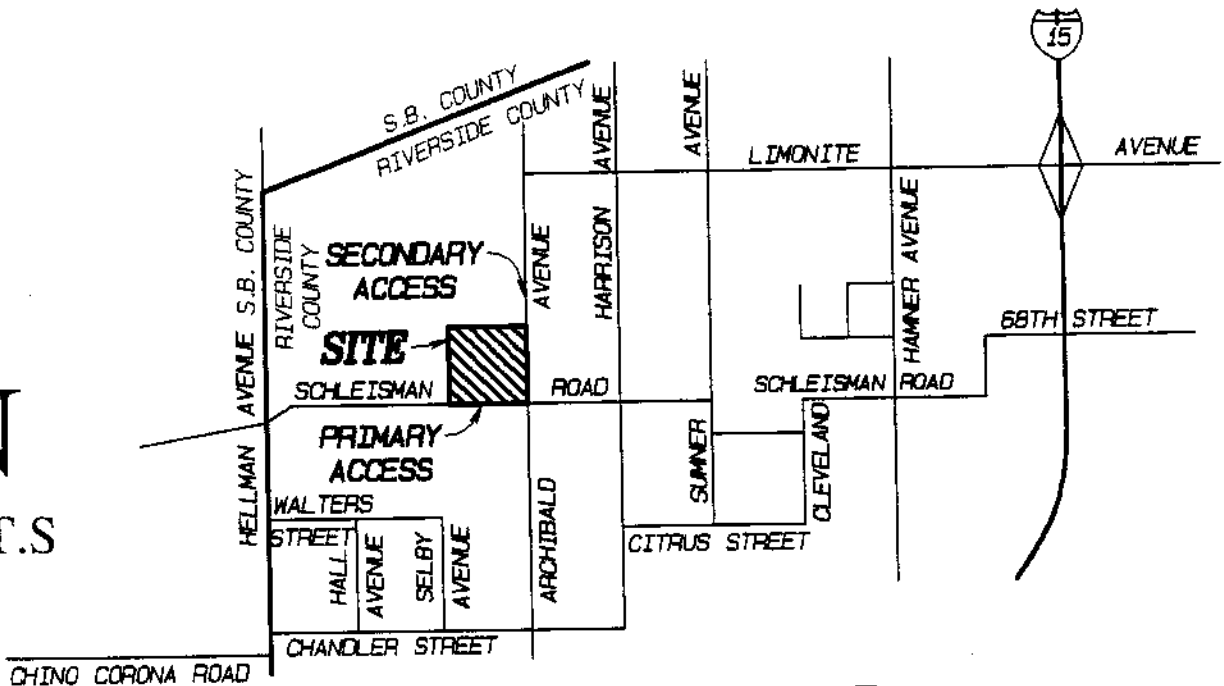 15
S.B. COUNTY
RIVERSIDE COUNTY
AVENUE
AVENUE
LIMONITE
AVENUE
HELLMAN AVENUE S.B. COUNTY
RIVERSIDE
COUNTY
SECONDARY
ACCESS
AVENUE
HARRISON
HAMNER AVENUE
SITE
68TH STREET
SCHLEISMAN
ROAD
SCHLEISMAN ROAD
PRIMARY
ACCESS
N
T.S
WALTERS
STREET
HALL
AVENUE
SELBY
AVENUE
ARCHIBALD
SUMNER
CLEVELAND
CITRUS STREET
CHANDLER STREET
CHINO CORONA ROAD